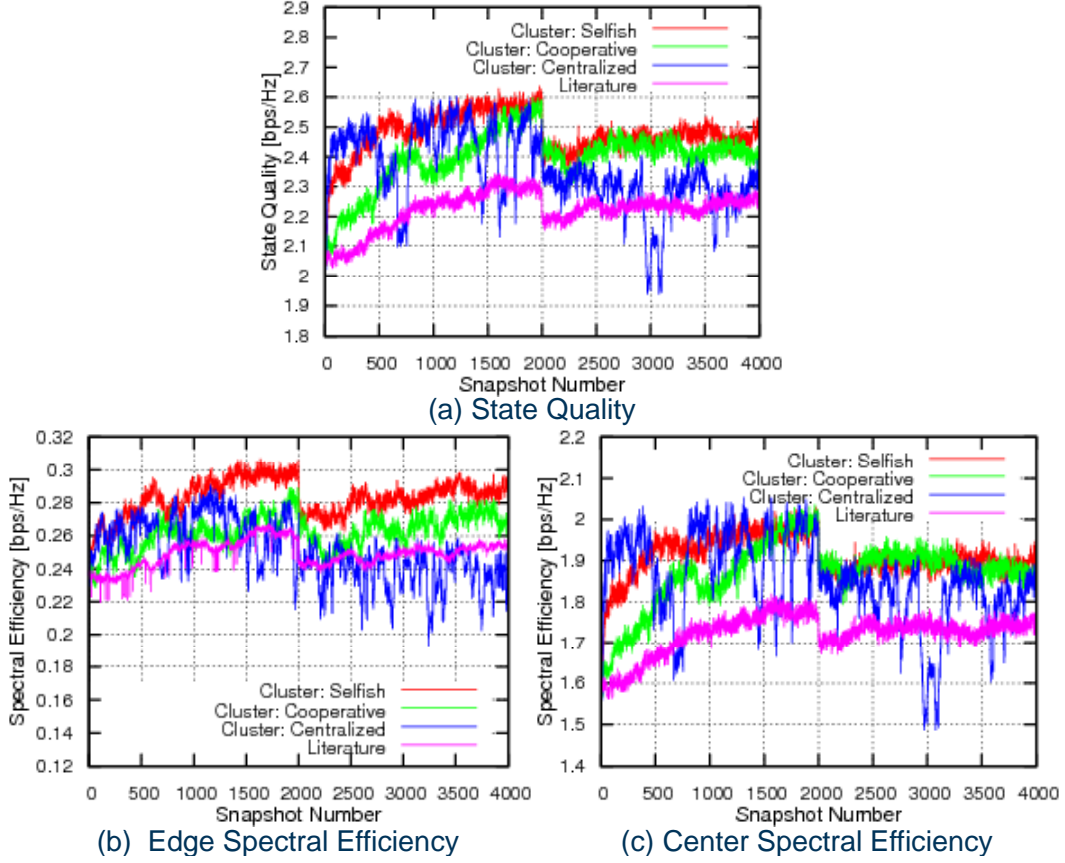 2.9
2.8
2.7
2.6
2.5
2.4
2.3
2.2
2.1
2
1.9
1.8
State Quality [bps/Hz]
Cluster: Selfish
Cluster: Cooperative
Cluster: Centralized
Literature
0 500 1000 1500 2000 2500 3000 3500 4000
Snapshot Number
(a) State Quality
0.32
0.3
0.28
0.26
0.24
0.22
0.2
0.18
0.16
0.14
0.12
Spectral Efficiency [bps/Hz]
Cluster: Selfish
Cluster: Cooperative
Cluster: Centralized
Literature
0 500 1000 1500 2000 2500 3000 3500 4000
Snapshot Number
(b) Edge Spectral Efficiency
2.2
2.1
2
1.9
1.8
1.7
1.6
1.5
1.4
Spectral Efficiency [bps/Hz]
Cluster: Selfish
Cluster: Cooperative
Cluster: Centralized
Literature
0 500 1000 1500 2000 2500 3000 3500 4000
Snapshot Number
(c) Center Spectral Efficiency